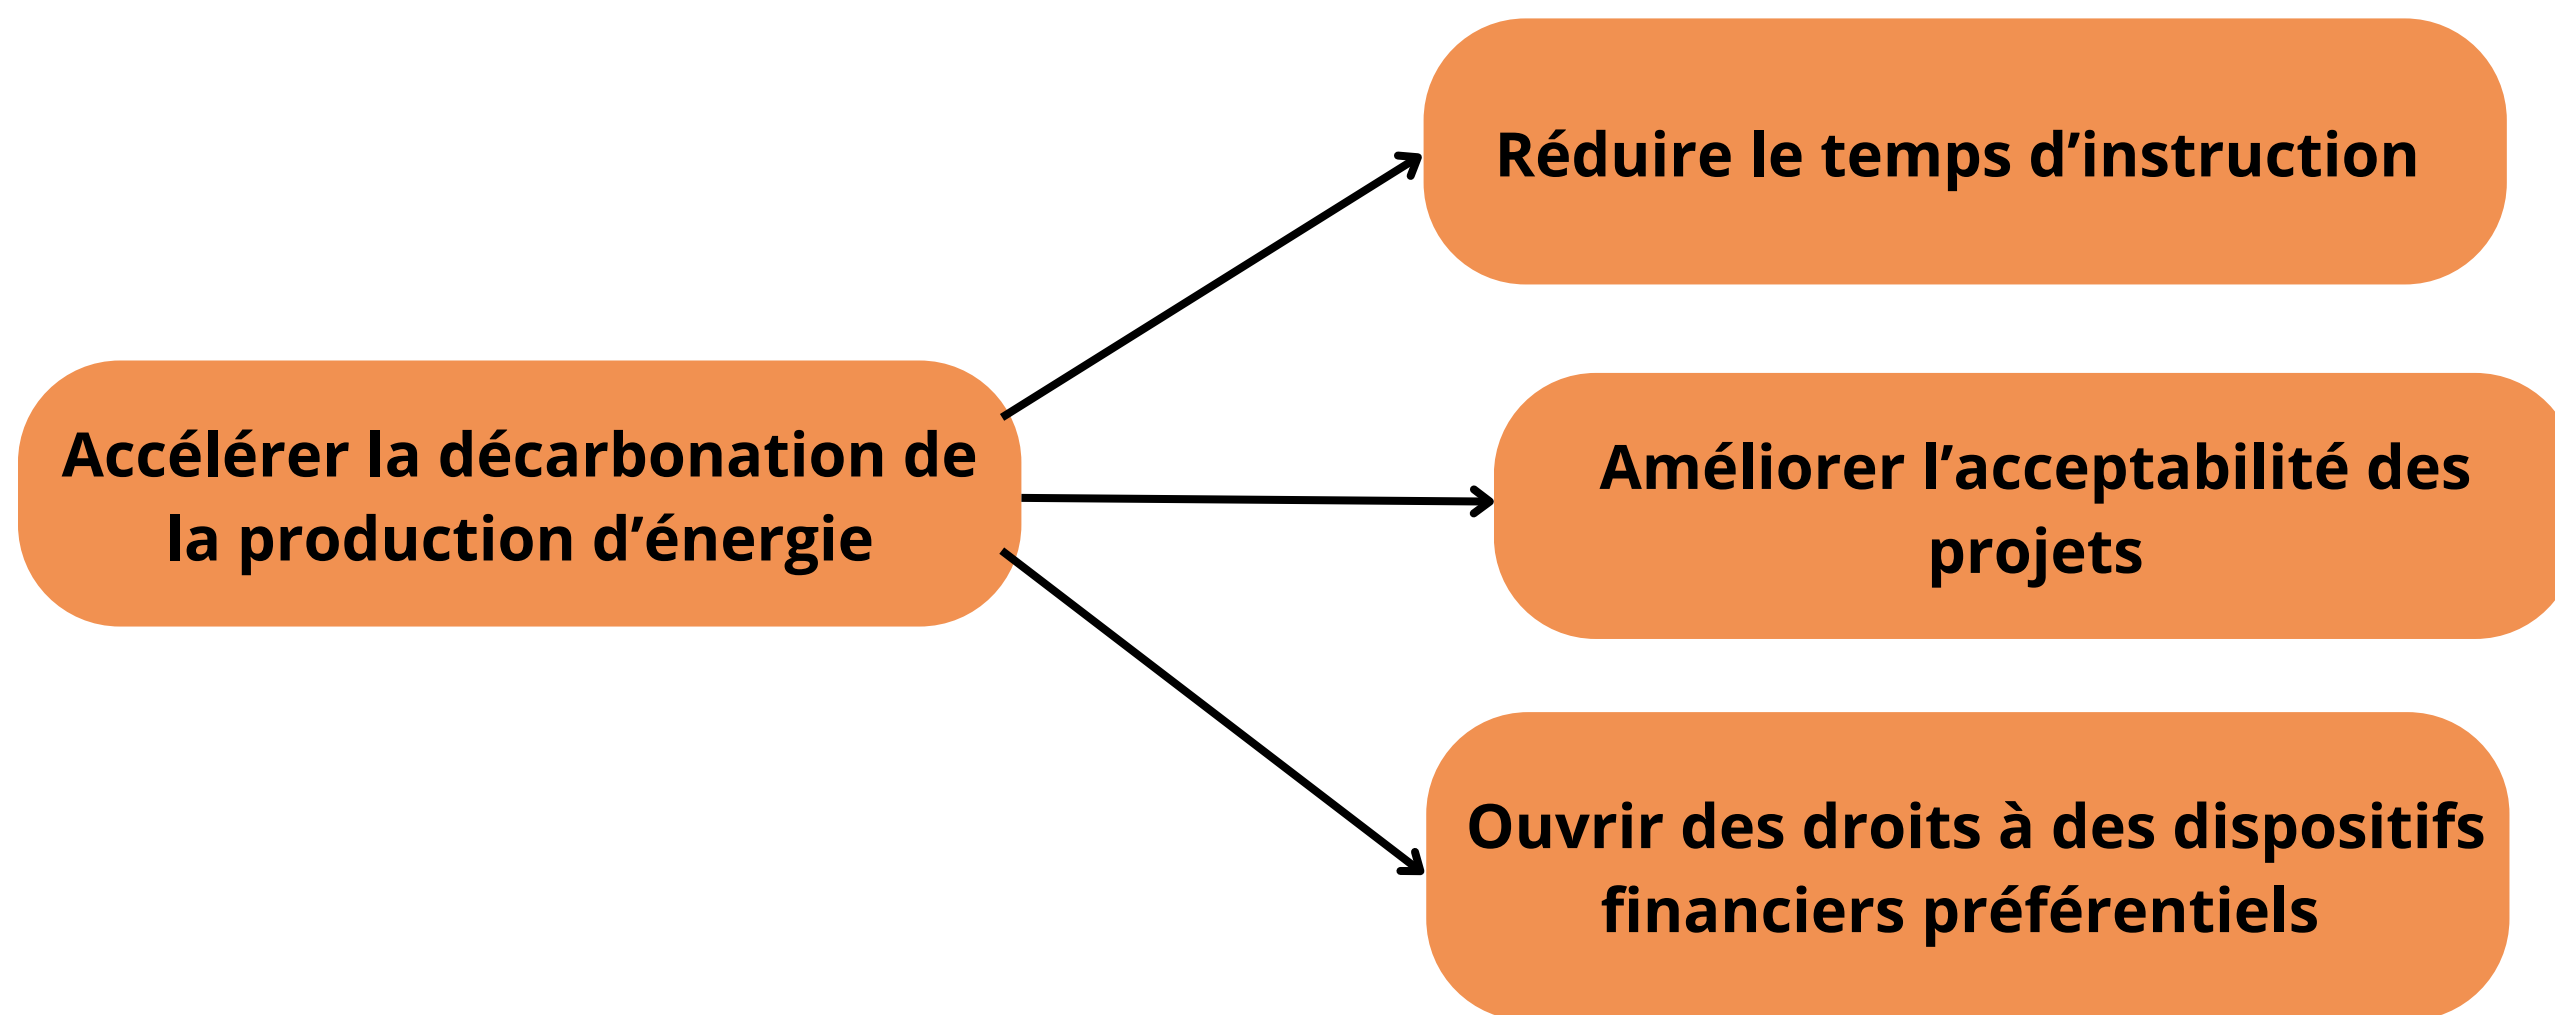 Réduire le temps d’instruction
Accélérer la décarbonation de
la production d’énergie
Améliorer l’acceptabilité des
projets
Ouvrir des droits à des dispositifs
financiers préférentiels